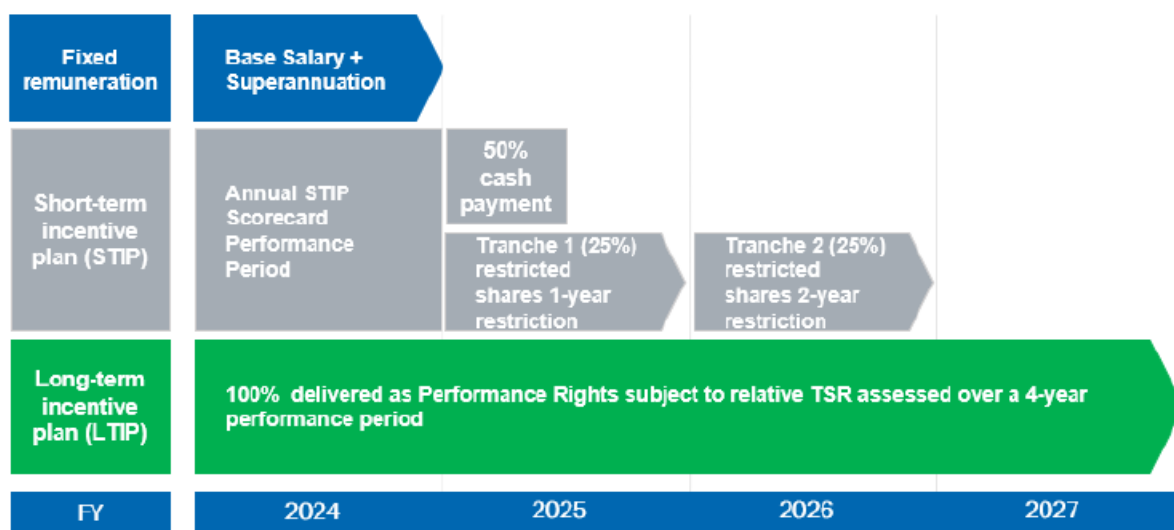 Fixed
remuneration
Base Salary +
Superannuation
Short-term
incentive
plan (STIP)
Annual STIP
Scorecard
Performance
Period
50%
cash
payment
Tranche 1 (25%)
restricted
shares 1-year
restriction
Tranche 2 (25%)
restricted
shares 2-year
restriction
Long-term
incentive
plan (LTIP)
100% delivered as Performance Rights subject to relative TSR assessed over a 4-year
performance period
FY
2024
2025
2026
2027